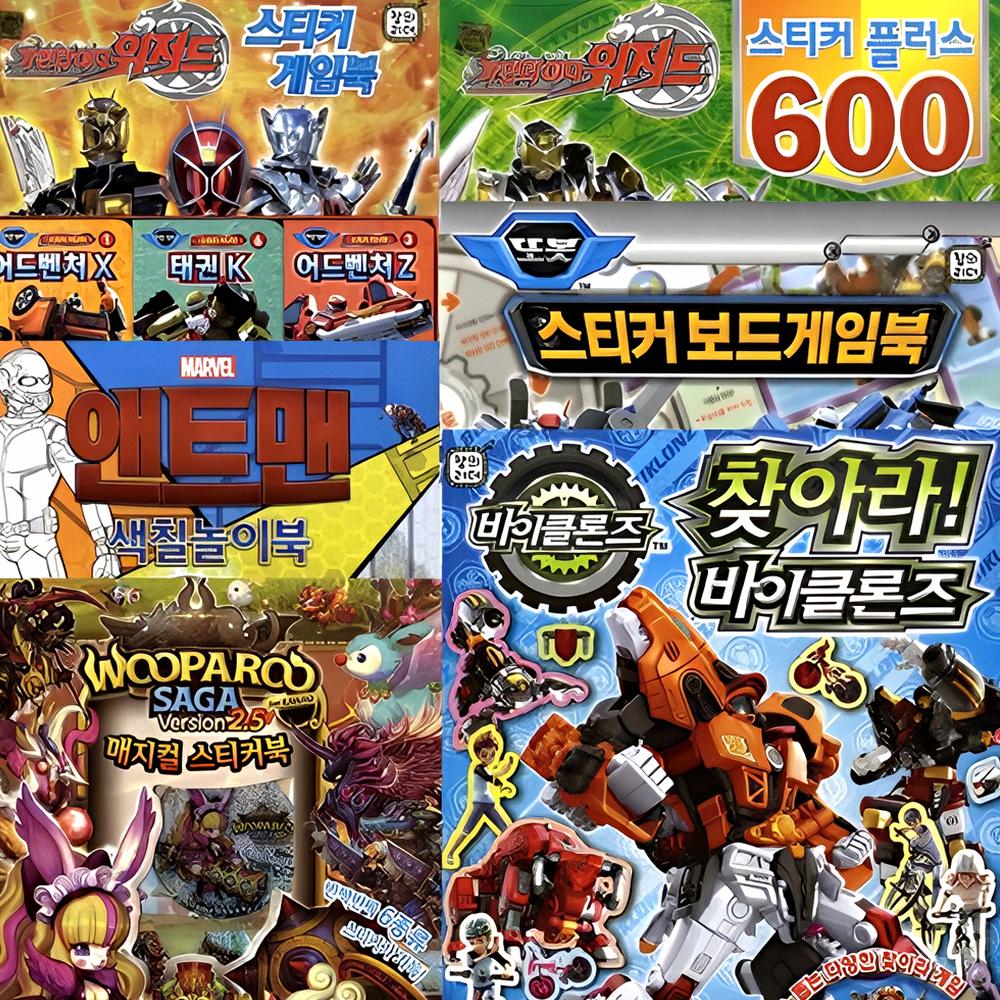 위저드
스티커
게임북
위저드
스티커 플러스
600
어드벤처 X
태권 K
어드벤처 Z
또봇
스티커 보드게임북
MARVEL
앤트맨
색칠놀이북
바이클론즈
TM
찾아라!
바이클론즈
WOOPAROO
SAGA
Version 2.5
매지컬 스티커북